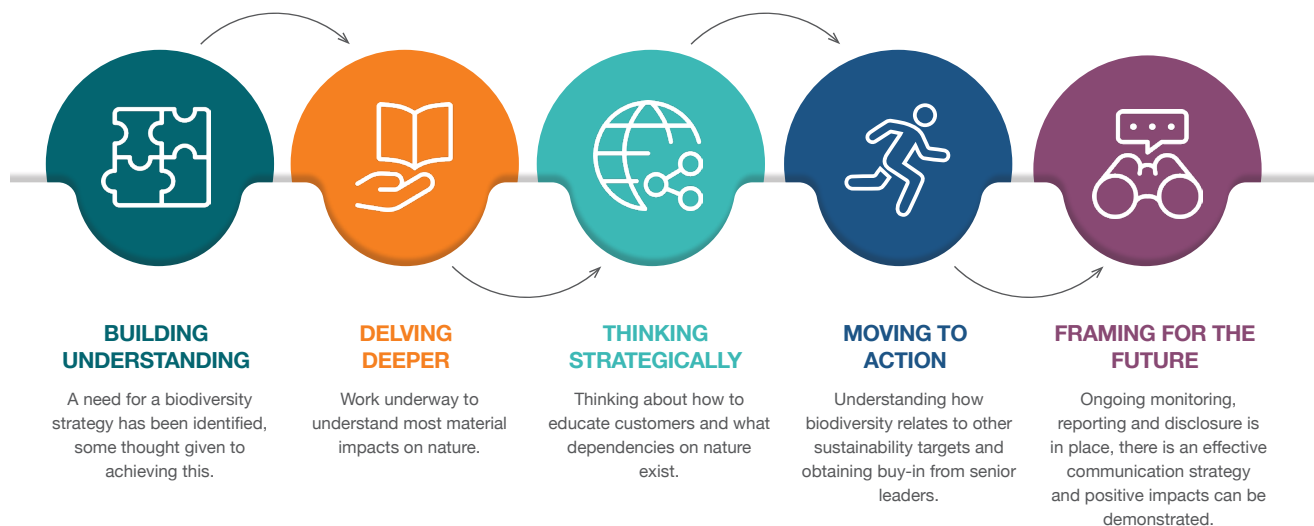 BUILDING
UNDERSTANDING
A need for a biodiversity
strategy has been identified,
some thought given to
achieving this.
DELVING
DEEPER
Work underway to
understand most material
impacts on nature.
THINKING
STRATEGICALLY
Thinking about how to
educate customers and what
dependencies on nature
exist.
MOVING TO
ACTION
Understanding how
biodiversity relates to other
sustainability targets and
obtaining buy-in from senior
leaders.
FRAMING FOR THE
FUTURE
Ongoing monitoring,
reporting and disclosure is
in place, there is an effective
communication strategy
and positive impacts can be
demonstrated.